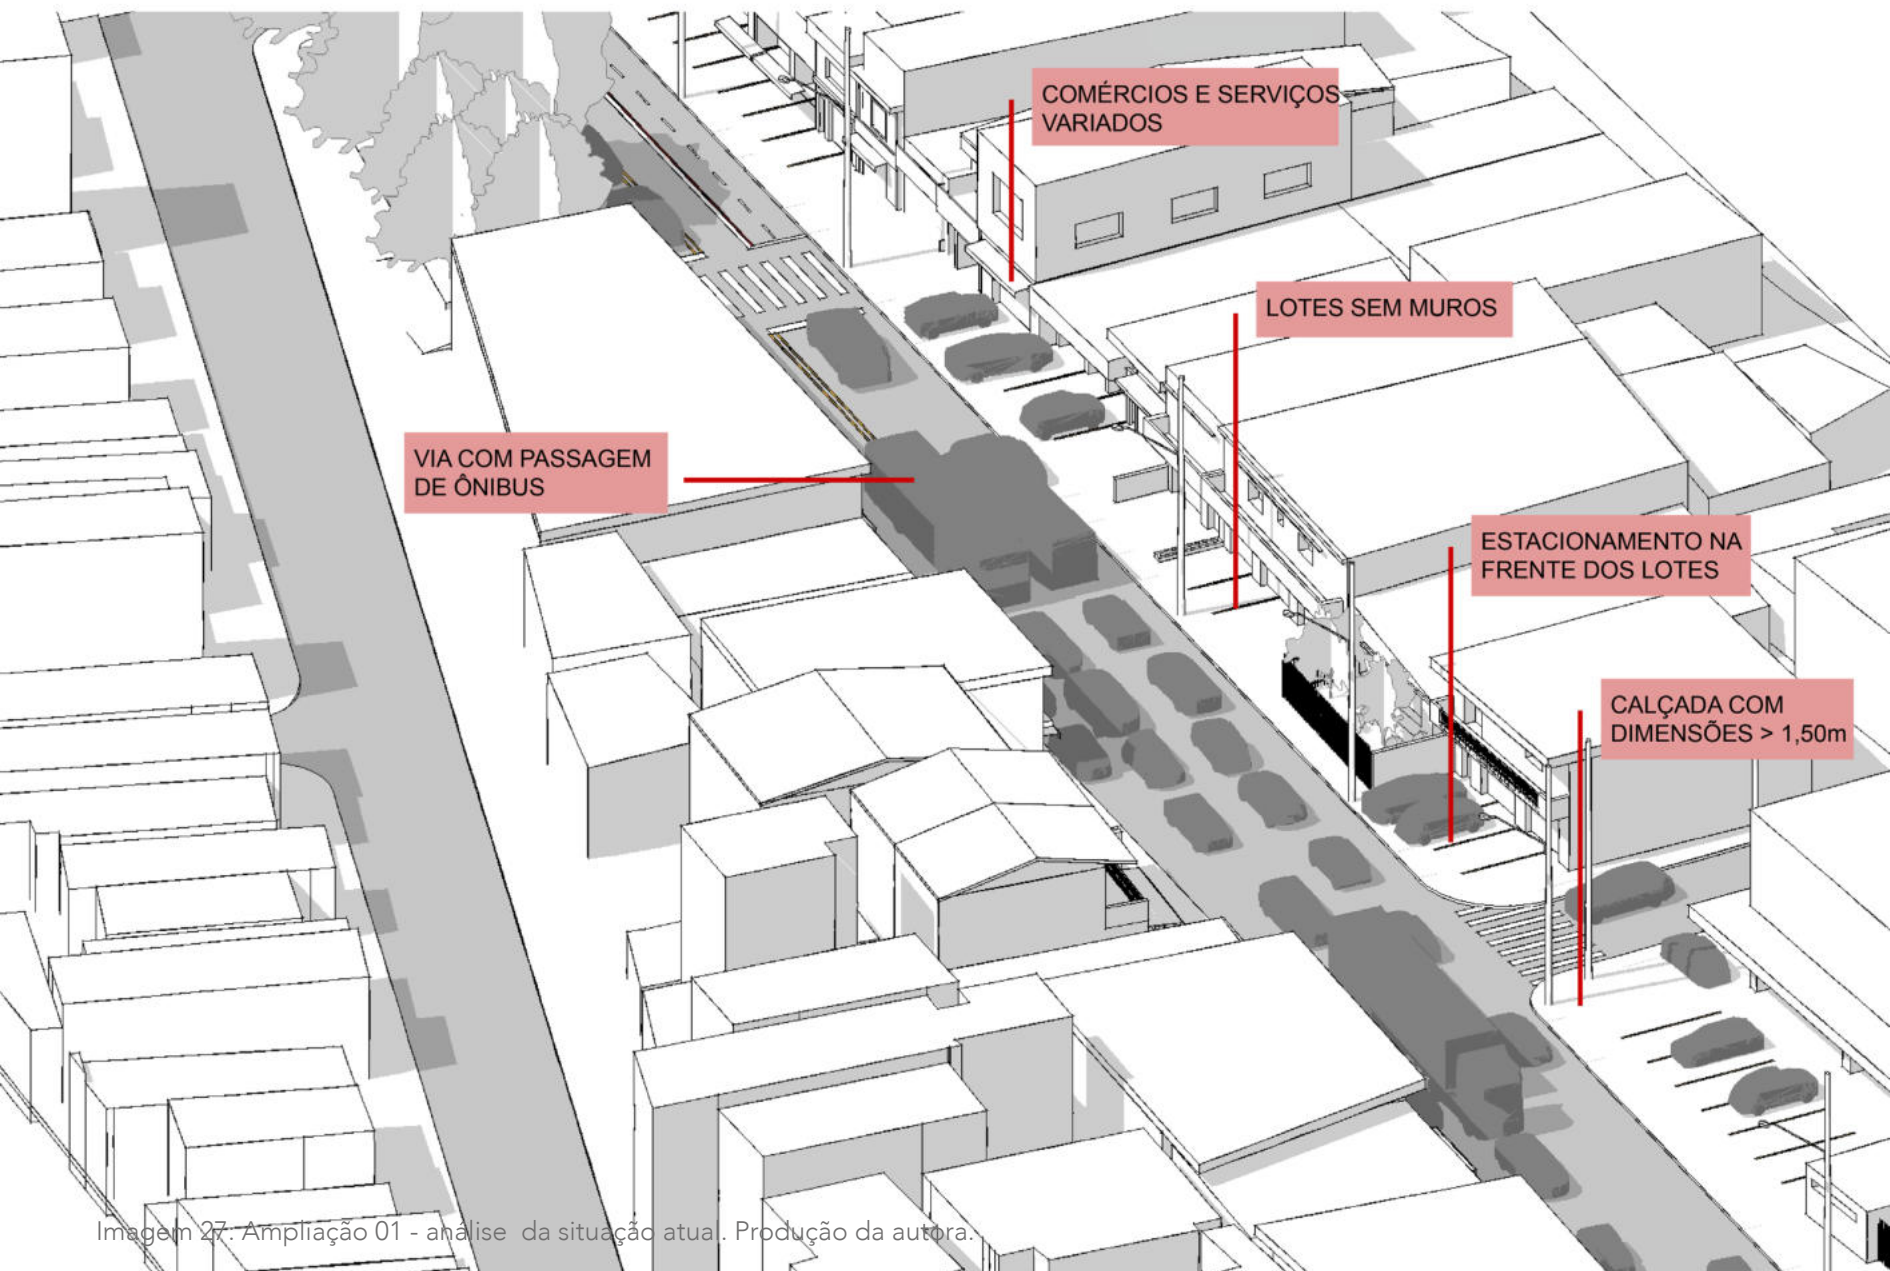 COMÉRCIOS E SERVIÇOS
VARIADOS
LOTES SEM MUROS
VIA COM PASSAGEM
DE ÔNIBUS
ESTACIONAMENTO NA
FRENTE DOS LOTES
CALÇADA COM
DIMENSÕES > 1,50m
Imagem 27: Ampliação 01 - análise da situação atual. Produção da autora.